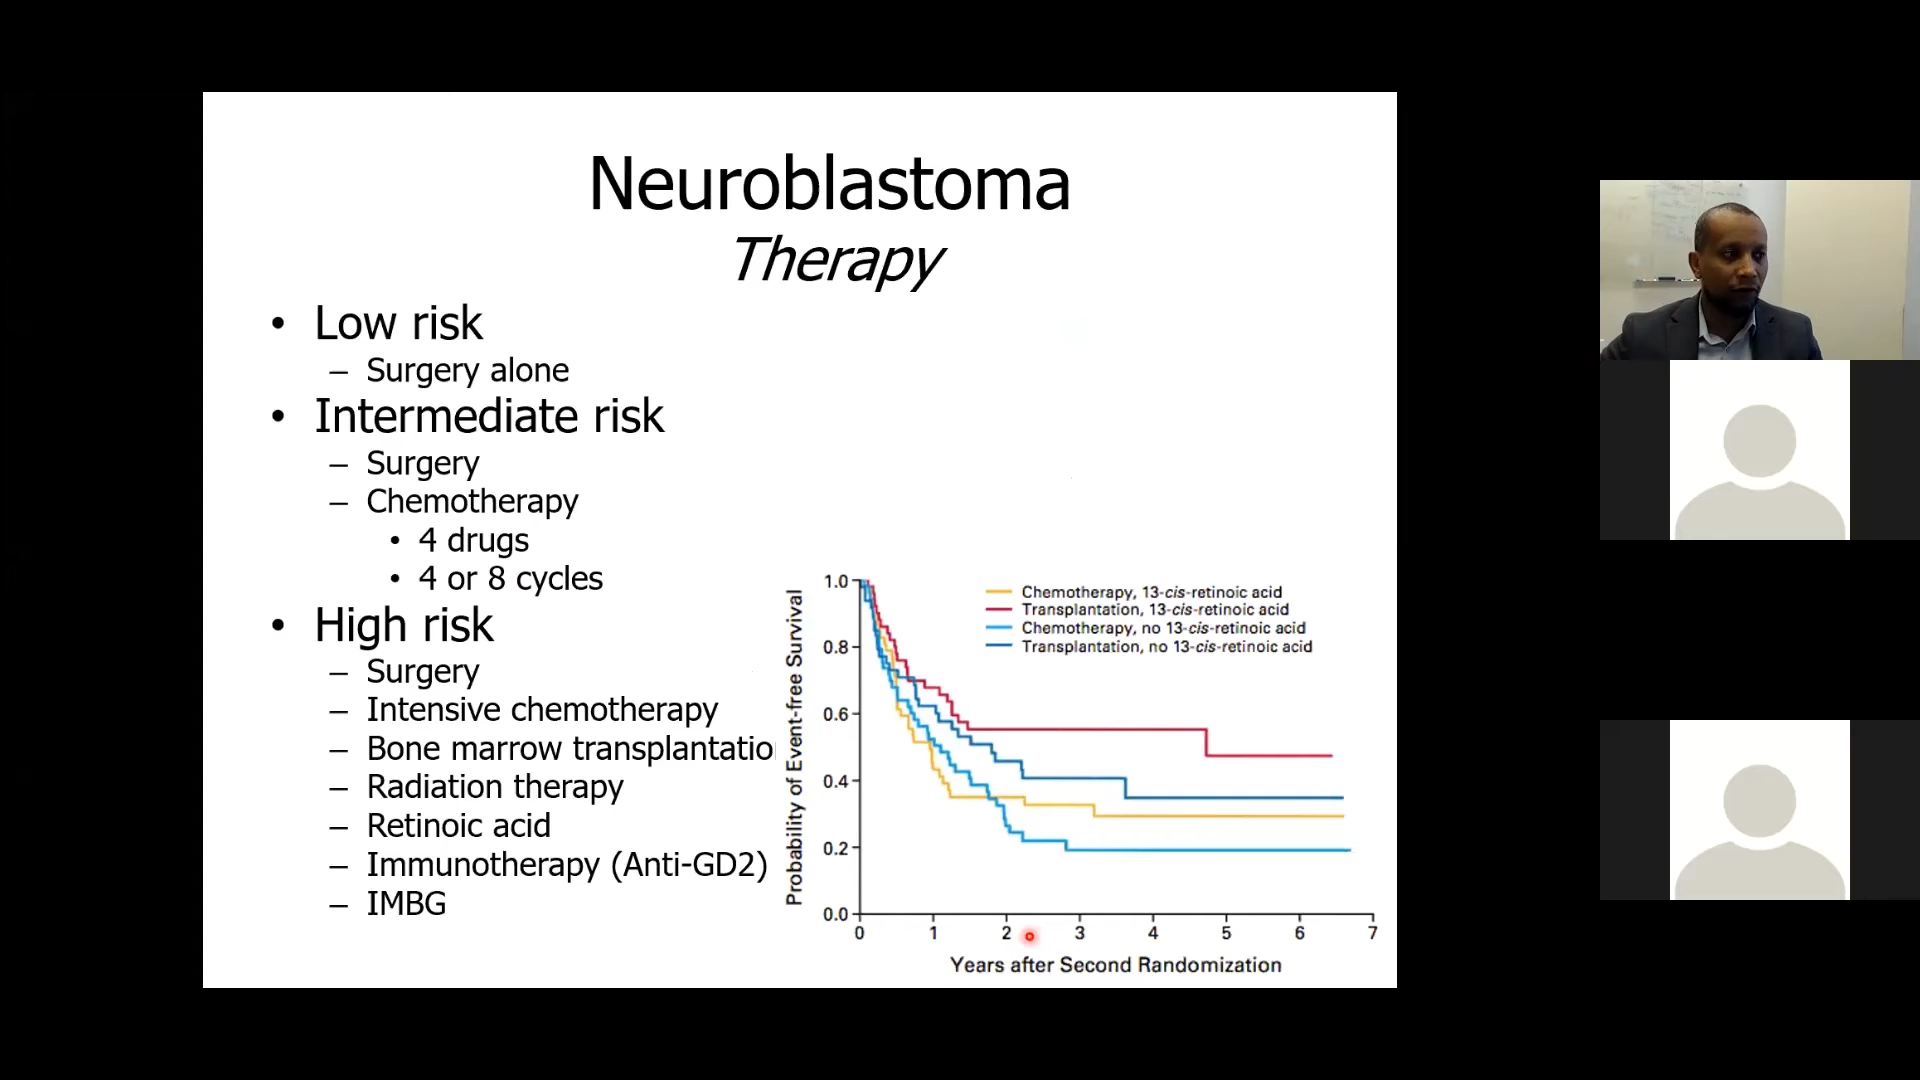 Neuroblastoma
Therapy
• Low risk
– Surgery alone
• Intermediate risk
– Surgery
– Chemotherapy
• 4 drugs
• 4 or 8 cycles
• High risk
– Surgery
– Intensive chemotherapy
– Bone marrow transplantatio
– Radiation therapy
– Retinoic acid
– Immunotherapy (Anti-GD2)
– IMBG
Probability of Event-free Survival
1.0
0.8
0.6
0.4
0.2
0.0
Chemotherapy, 13-cis-retinoic acid
Transplantation, 13-cis-retinoic acid
Chemotherapy, no 13-cis-retinoic acid
Transplantation, no 13-cis-retinoic acid
0 1 2 3 4 5 6 7
Years after Second Randomization